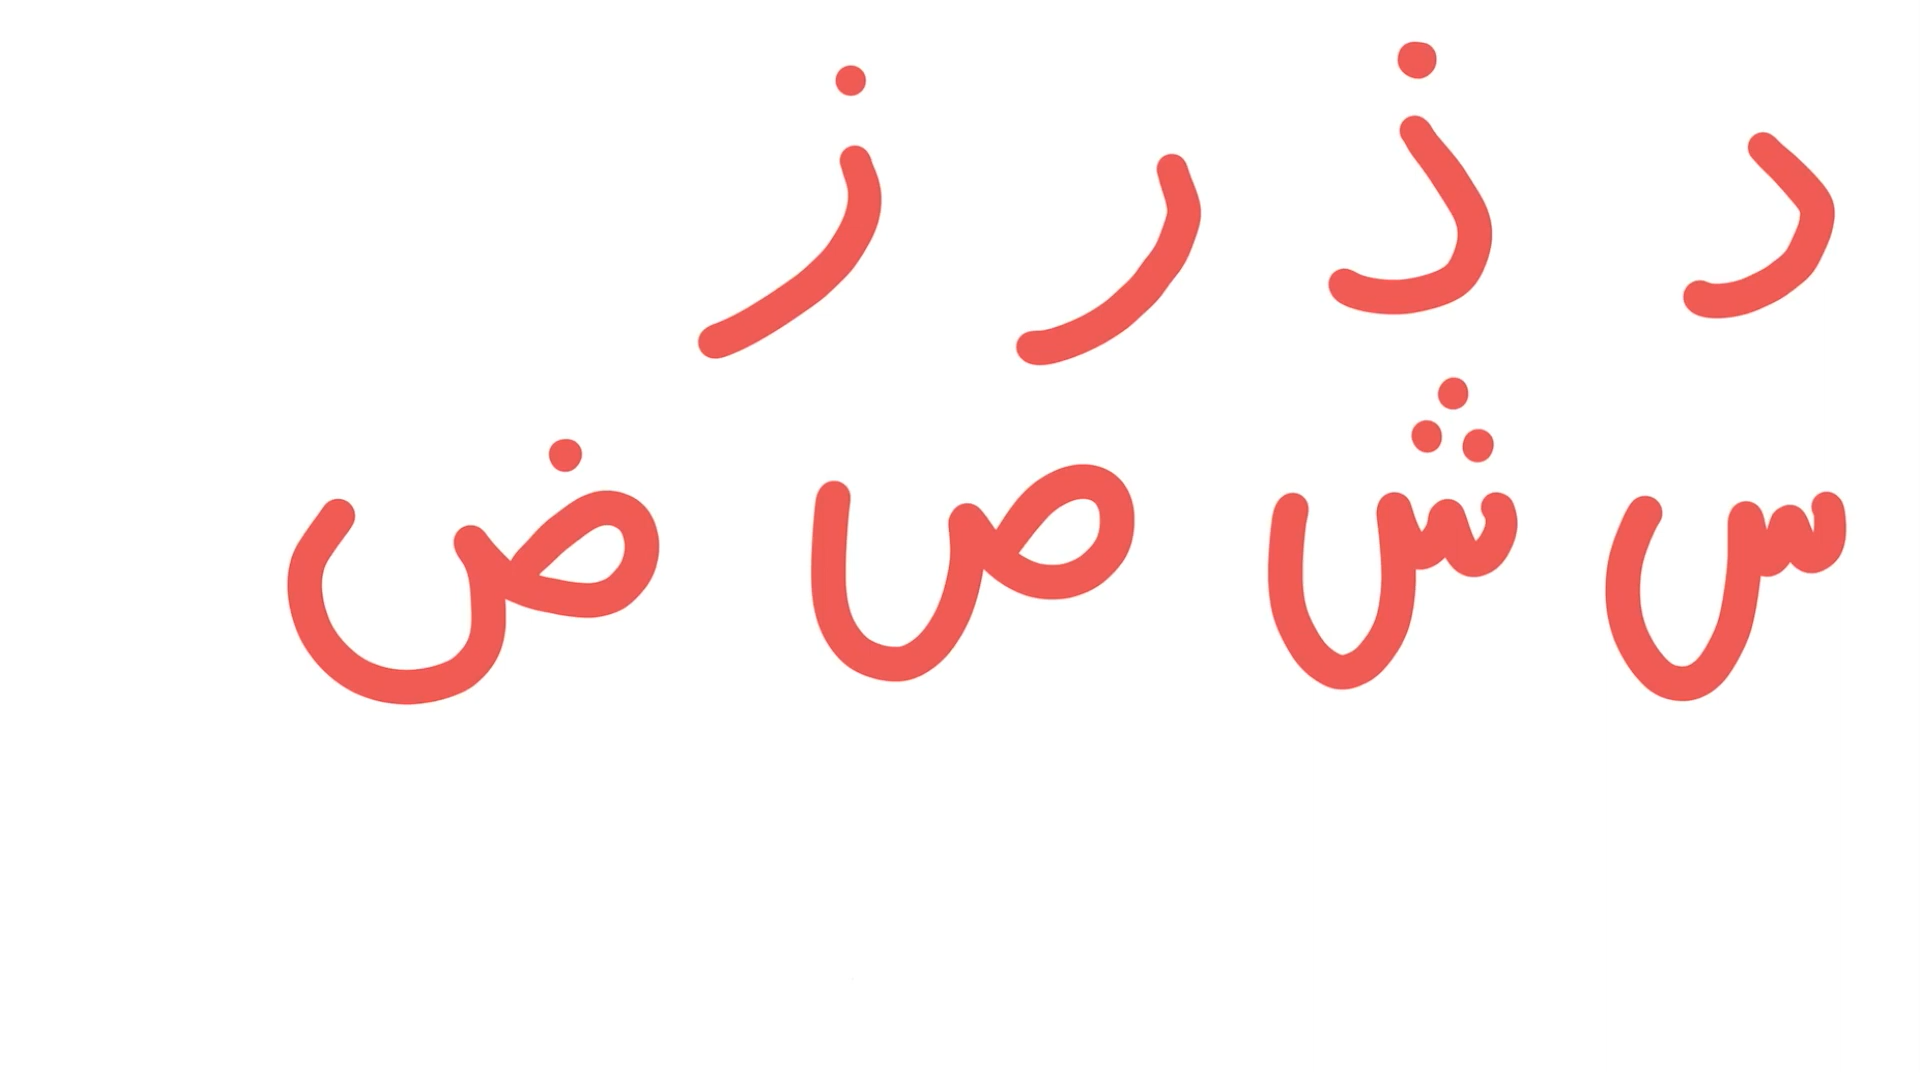 د ذ ر ز
س ش ص ض